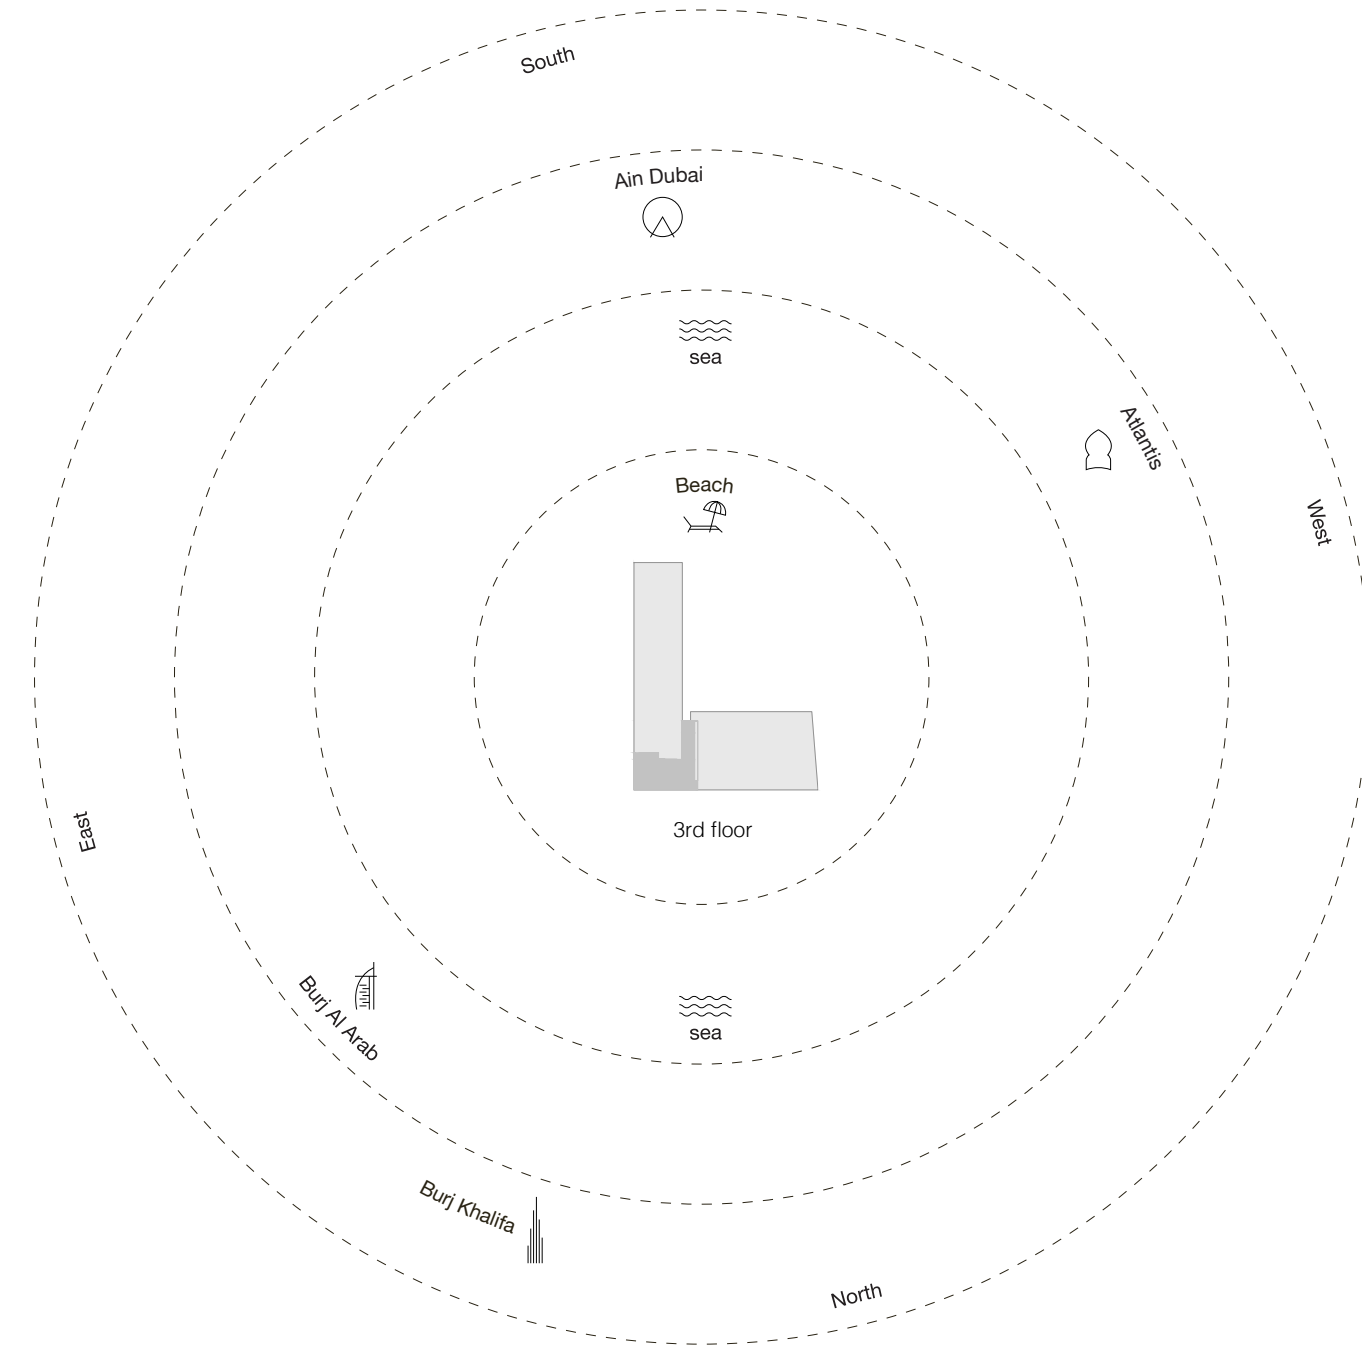 South
Ain Dubai
sea
Atlantis
Beach
West
3rd floor
East
Burj Al Arab
sea
Burj Khalifa
North